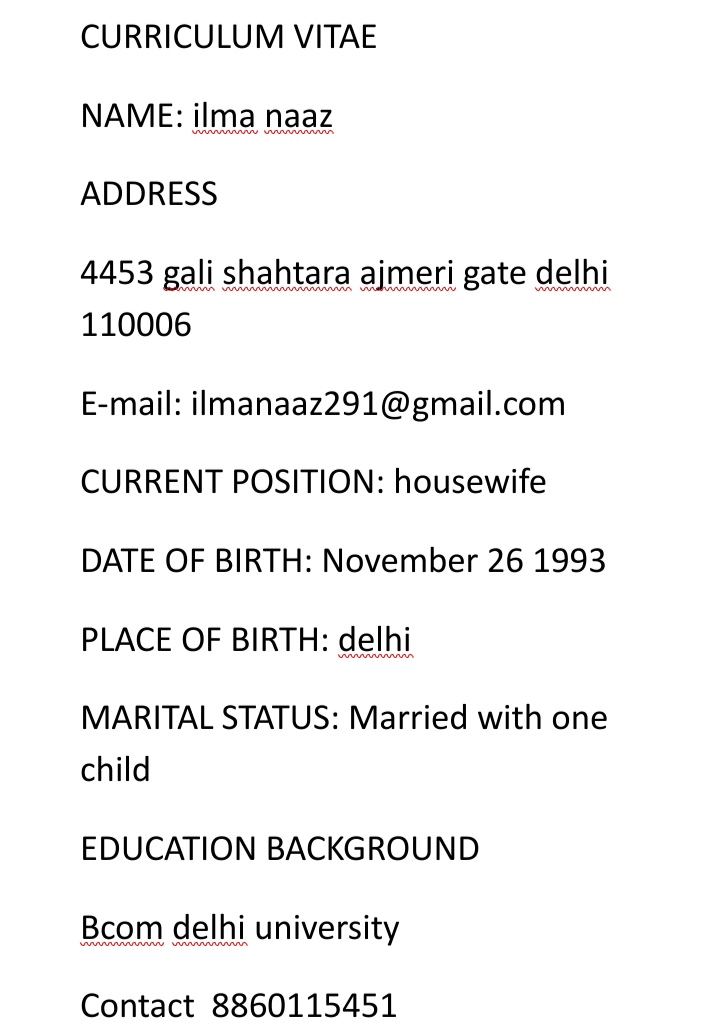 CURRICULUM VITAE
NAME: ilma naaz
ADDRESS
4453 gali shahtara ajmeri gate delhi
110006
E-mail: ilmanaaz291@gmail.com
CURRENT POSITION: housewife
DATE OF BIRTH: November 26 1993
PLACE OF BIRTH: delhi
MARITAL STATUS: Married with one
child
EDUCATION BACKGROUND
Bcom delhi university
Contact  8860115451